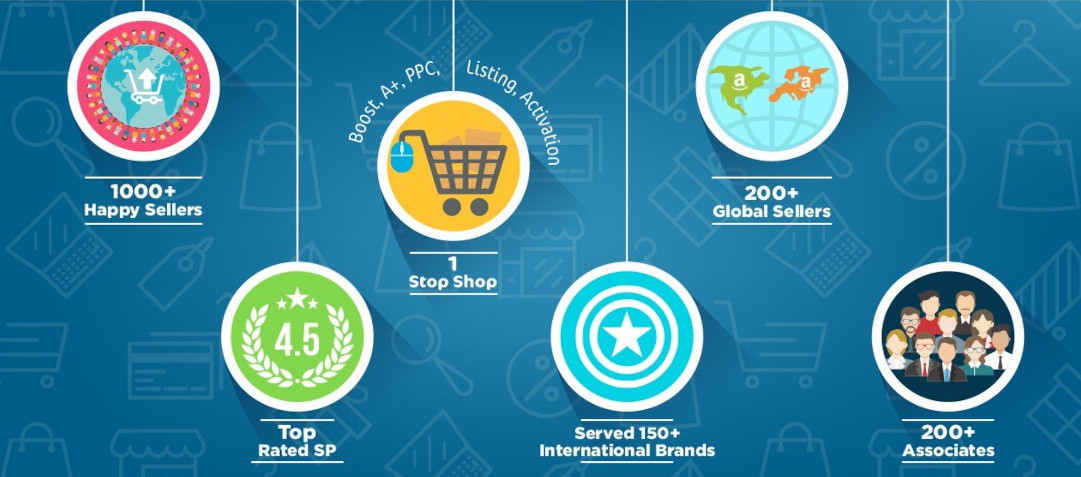 1000+
Happy Sellers
Boost, A+, PPC, Listing, Activation
1
Stop Shop
a
a
200+
Global Sellers
4.5
Top
Rated SP
Served 150+
International Brands
200+
Associates